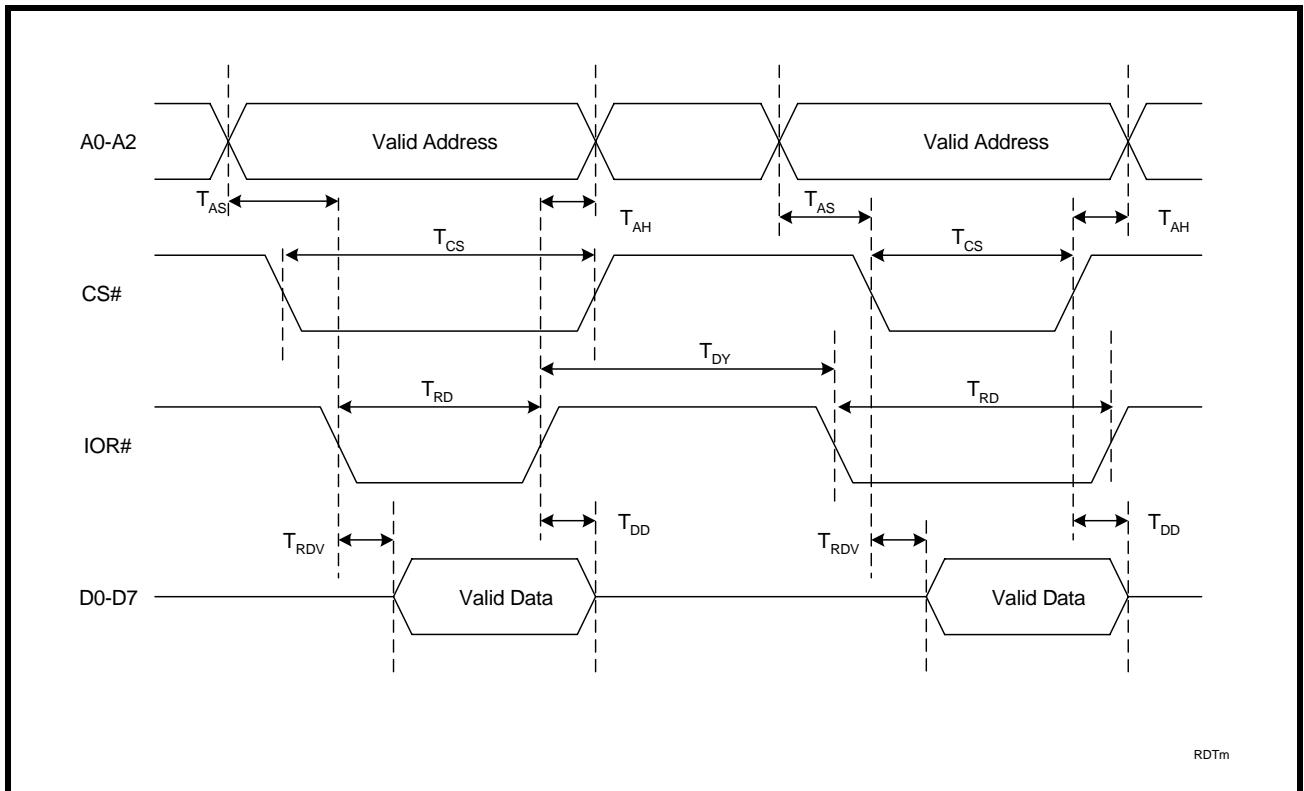 A0-A2
Valid Address
Valid Address
TAS
TAH
TAS
TAH
TCS
TCS
CS#
TDY
TRD
TRD
IOR#
TRDV
TDD
TRDV
TDD
D0-D7
Valid Data
Valid Data
RDTm